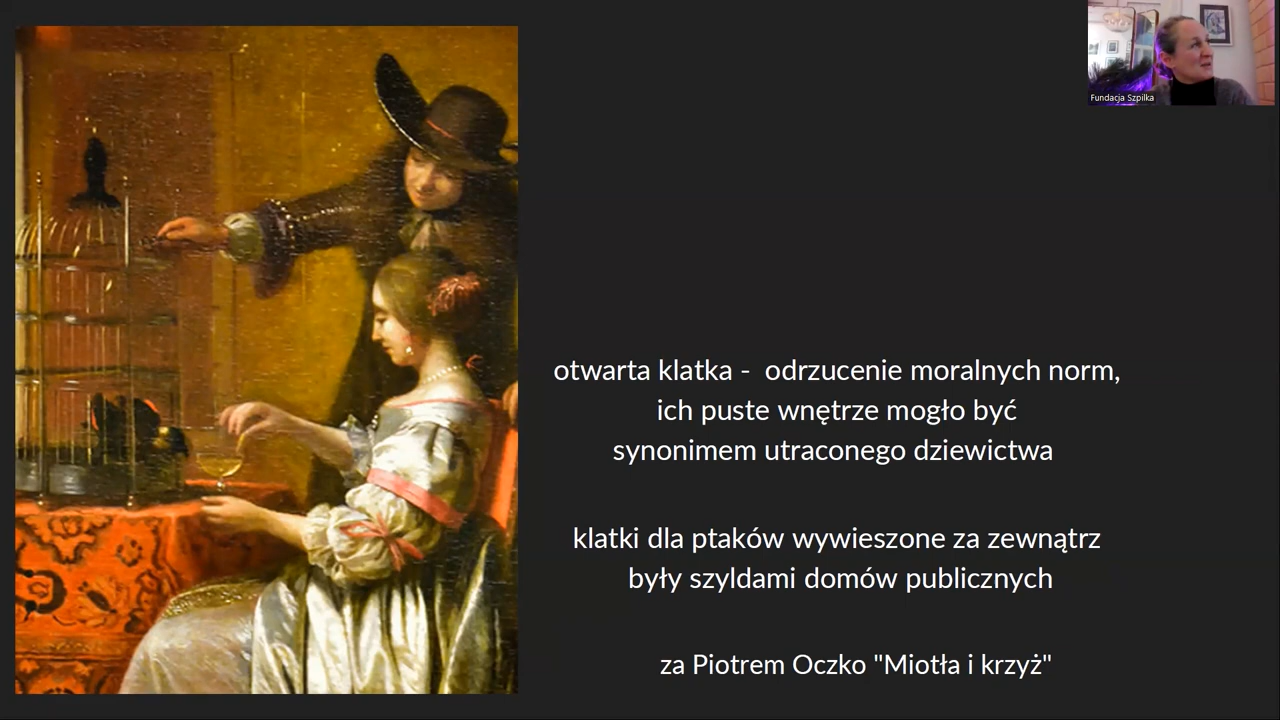 Fundacja Szpilka
otwarta klatka - odrzucenie moralnych norm,
ich puste wnętrze mogło być
synonimem utraconego dziewictwa
klatki dla ptaków wywieszone za zewnątrz
były szyldami domów publicznych
za Piotrem Oczko "Miotła i krzyż"